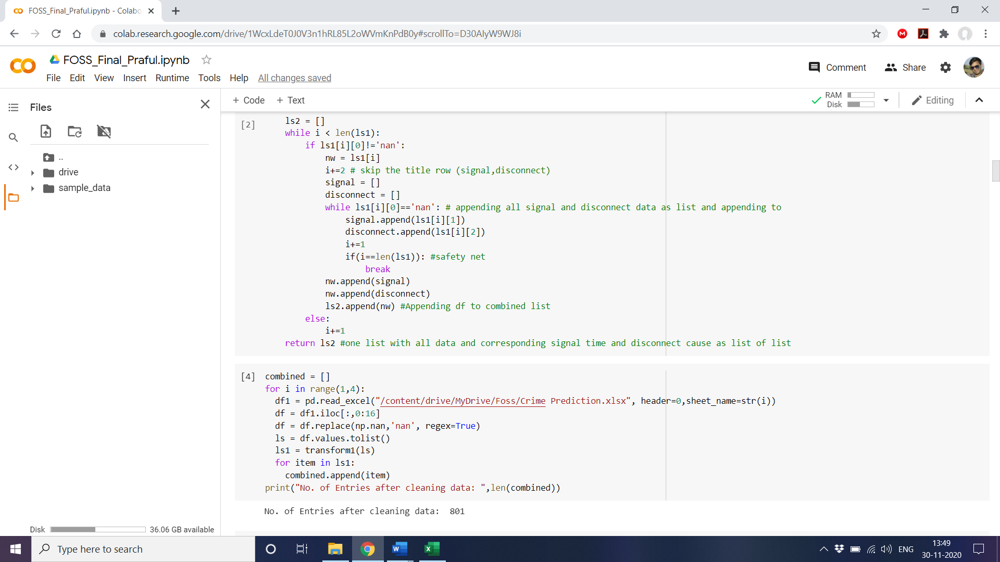 FOSS_Final_Praful.ipynb - Colabo
colab.research.google.com/drive/1WcxLdeT0J0V3n1hRL85L2oWVmKnPdB0y#scrollTo=D30AlyW9WJ8i
FOSS_Final_Praful.ipynb
File Edit View Insert Runtime Tools Help All changes saved
Comment Share
Files
+ Code + Text
RAM
Disk
Editing
..
drive
sample_data
[2]
ls2 = []
while i < len(ls1):
if ls1[i][0]!='nan':
nw = ls1[i]
i+=2 # skip the title row (signal,disconnect)
signal = []
disconnect = []
while ls1[i][0]=='nan': # appending all signal and disconnect data as list and appending to
signal.append(ls1[i][1])
disconnect.append(ls1[i][2])
i+=1
if(i==len(ls1)): #safety net
break
nw.append(signal)
nw.append(disconnect)
ls2.append(nw) #Appending df to combined list
else:
i+=1
return ls2 #one list with all data and corresponding signal time and disconnect cause as list of list
[4]
combined = []
for i in range(1,4):
df1 = pd.read_excel("/content/drive/MyDrive/Foss/Crime Prediction.xlsx", header=0,sheet_name=str(i))
df = df1.iloc[:,0:16]
df = df.replace(np.nan,'nan', regex=True)
ls = df.values.tolist()
ls1 = transform1(ls)
for item in ls1:
combined.append(item)
print("No. of Entries after cleaning data: ",len(combined))
No. of Entries after cleaning data:  801
Disk 36.06 GB available
Type here to search
ENG
13:49
30-11-2020